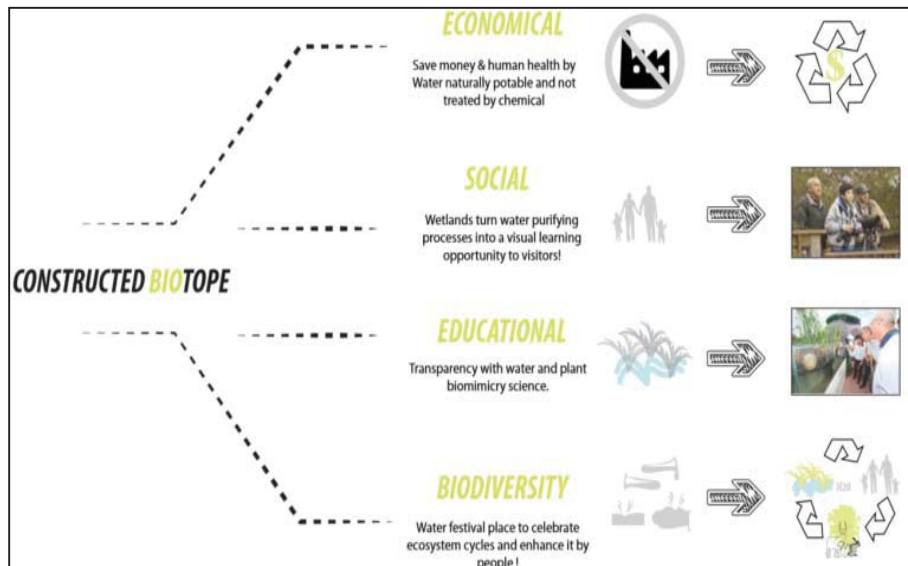 ECONOMICAL
Save money & human health by
Water naturally potable and not
treated by chemical
SOCIAL
Wetlands turn water purifying
processes into a visual learning
opportunity to visitors!
CONSTRUCTED BIOTOPE
EDUCATIONAL
Transparency with water and plant
biomimicry science.
BIODIVERSITY
Water festival place to celebrate
ecosystem cycles and enhance it by
people !
$